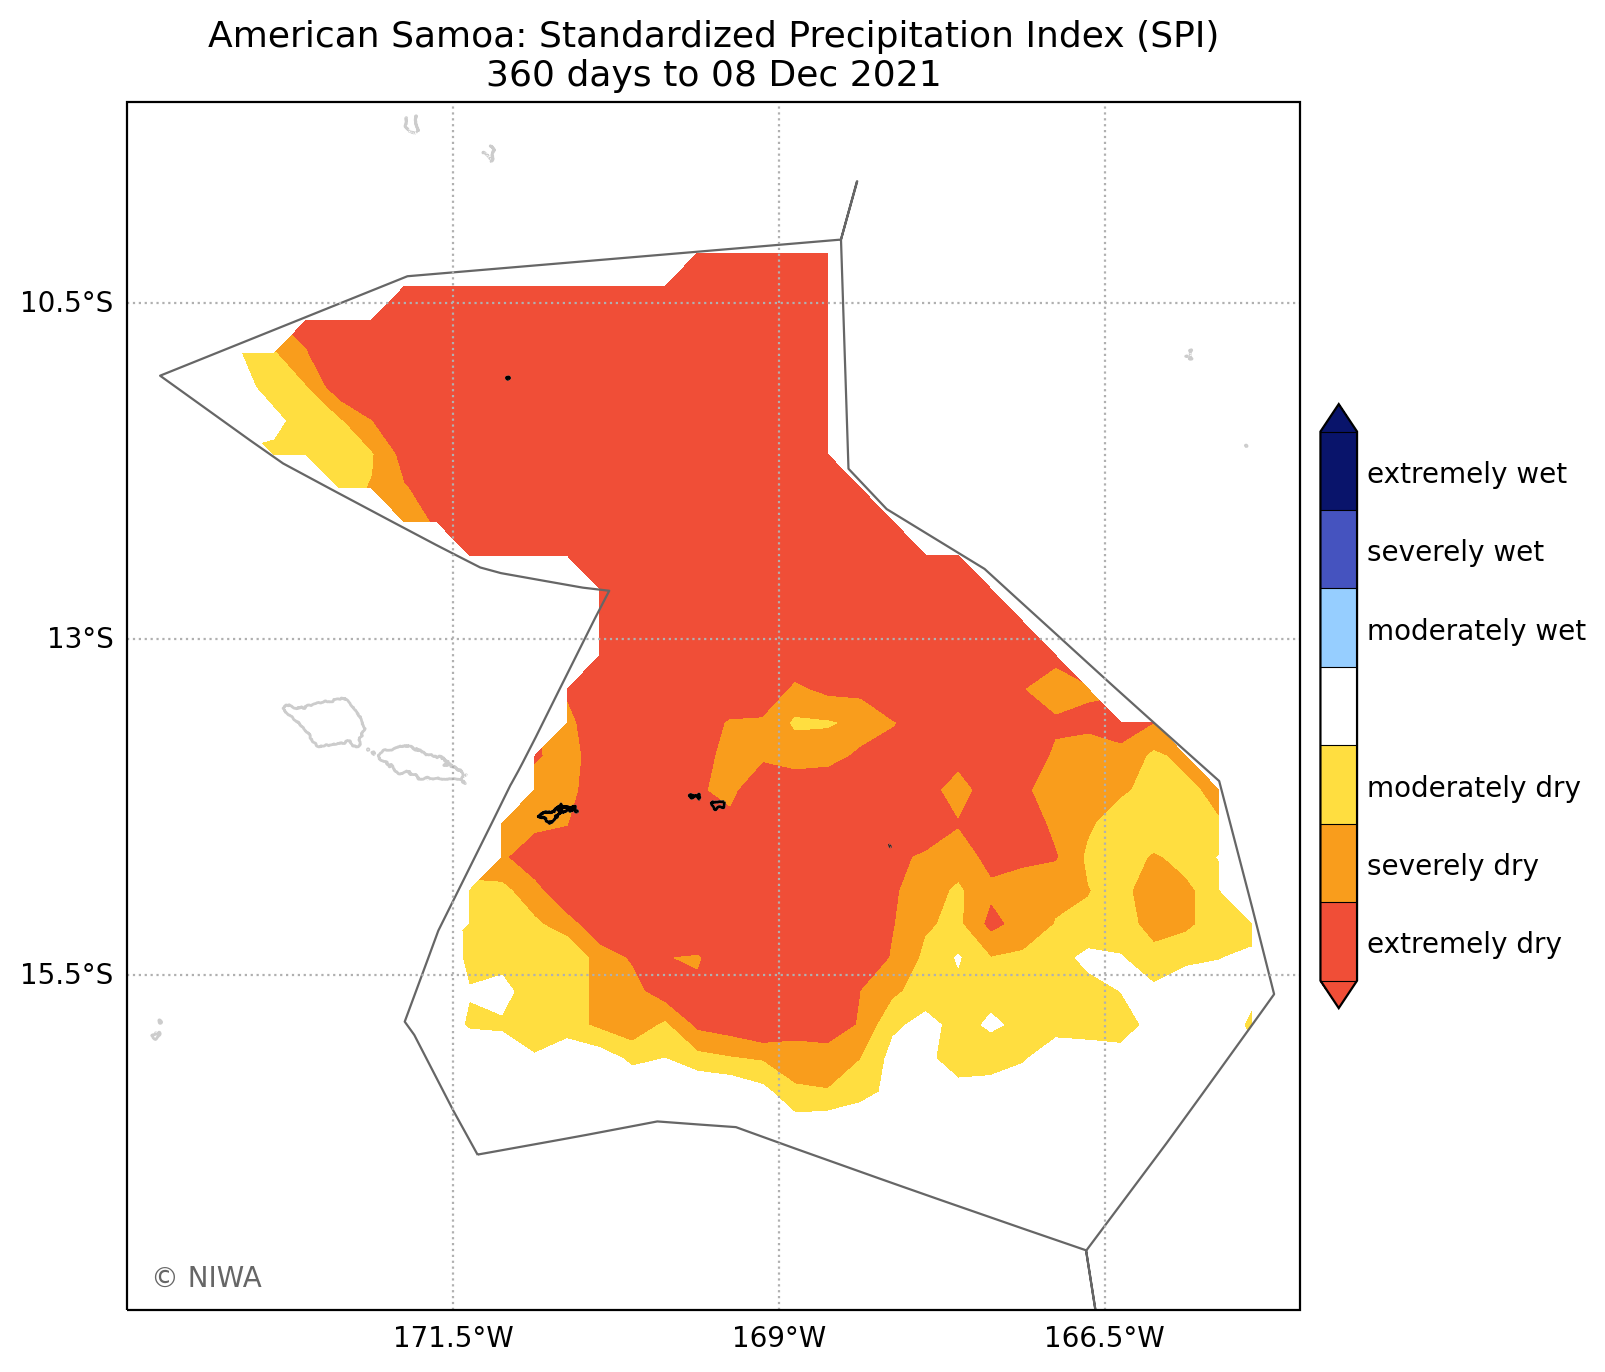 American Samoa: Standardized Precipitation Index (SPI)
360 days to 08 Dec 2021
10.5°S
13°S
15.5°S
171.5°W
169°W
166.5°W
extremely wet
severely wet
moderately wet
moderately dry
severely dry
extremely dry
© NIWA